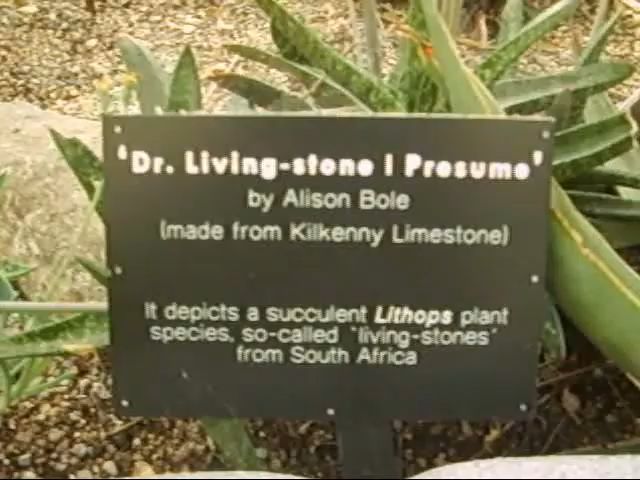 'Dr. Living-stone I Presume'
by Alison Bole
(made from Kilkenny Limestone)
It depicts a succulent Lithops plant
species, so-called 'living-stones'
from South Africa